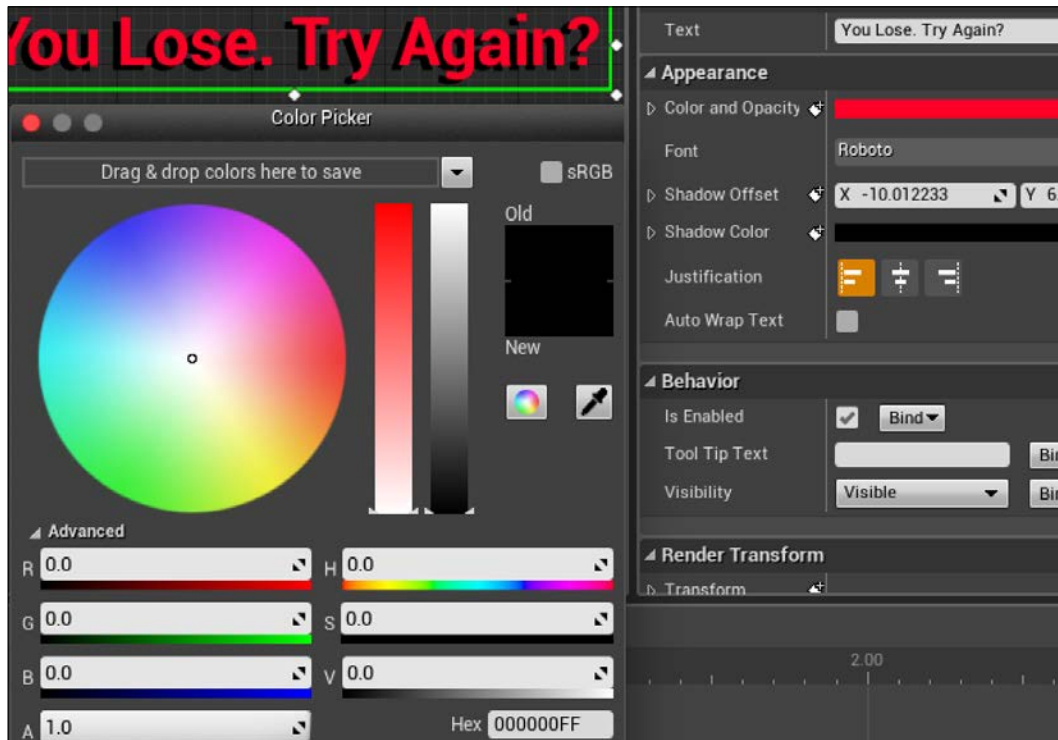 You Lose. Try Again?
Color Picker
Drag & drop colors here to save
sRGB
Old
New
Advanced
R 0.0
H 0.0
G 0.0
S 0.0
B 0.0
V 0.0
A 1.0
Hex 000000FF
Text You Lose. Try Again?
Appearance
Color and Opacity
Font Roboto
Shadow Offset X -10.012233 Y 6.
Shadow Color
Justification
Auto Wrap Text
Behavior
Is Enabled Bind
Tool Tip Text Bin
Visibility Visible Bin
Render Transform
Transform
2.00